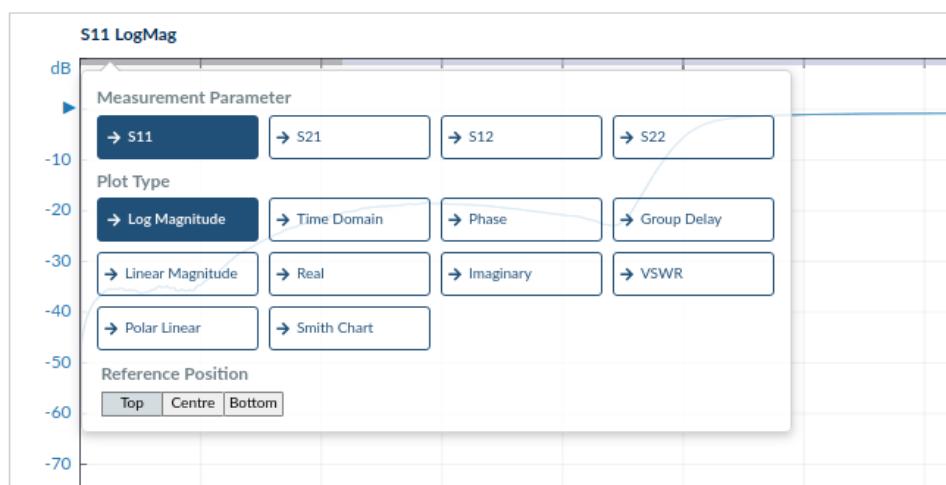 S11 LogMag
dB
Measurement Parameter
→ S11 → S21 → S12 → S22
-10
Plot Type
-20
→ Log Magnitude → Time Domain → Phase → Group Delay
-30
→ Linear Magnitude → Real → Imaginary → VSWR
-40
→ Polar Linear → Smith Chart
-50
Reference Position
Top Centre Bottom
-60
-70